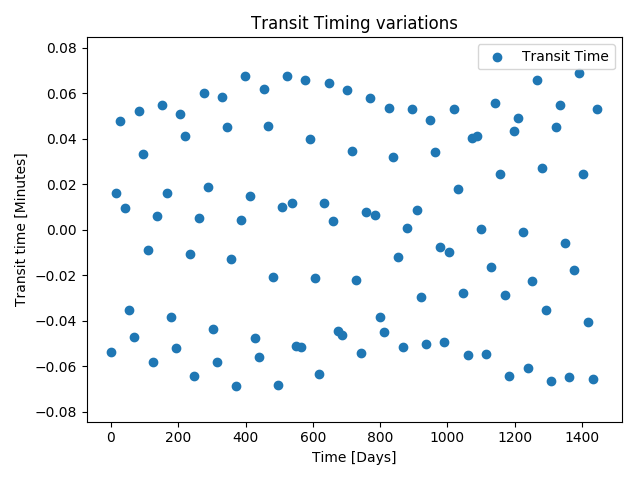 Transit Timing variations
Transit Time
Transit time [Minutes]
0.08
0.06
0.04
0.02
0.00
−0.02
−0.04
−0.06
−0.08
0 200 400 600 800 1000 1200 1400
Time [Days]